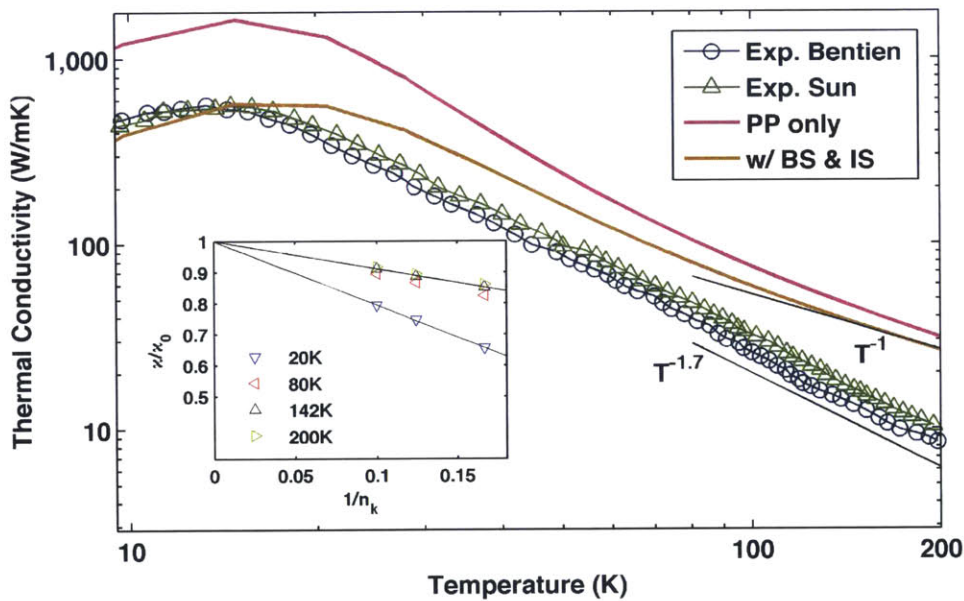 1,000
100
10
10
100
200
Thermal Conductivity (W/mK)
Temperature (K)
Exp. Bentien
Exp. Sun
PP only
w/ BS & IS
T-1
T-1.7
1
0.9
0.8
0.7
0.6
0.5
0
0.05
0.1
0.15
ϰ/ϰ0
1/nk
20K
80K
142K
200K